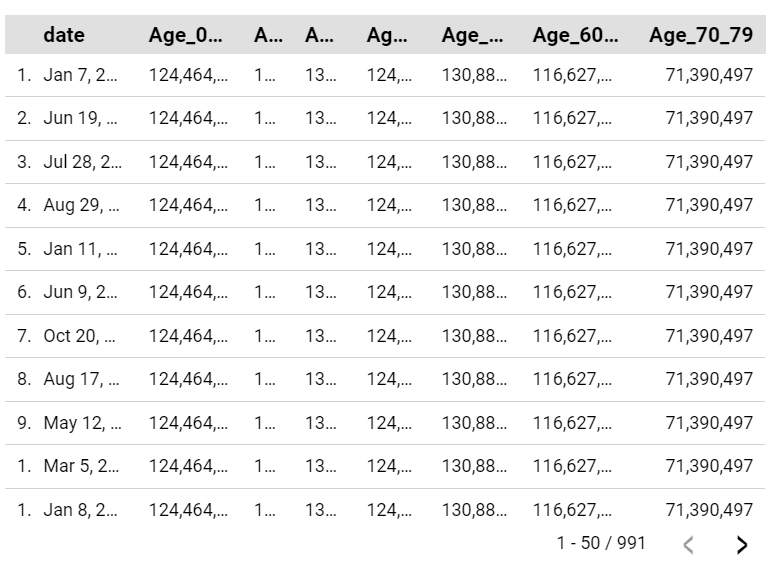 date Age_0... A... A... Ag... Age_... Age_60... Age_70_79
1. Jan 7, 2... 124,464,... 1... 13... 124,... 130,88... 116,627,... 71,390,497
2. Jun 19, ... 124,464,... 1... 13... 124,... 130,88... 116,627,... 71,390,497
3. Jul 28, 2... 124,464,... 1... 13... 124,... 130,88... 116,627,... 71,390,497
4. Aug 29, ... 124,464,... 1... 13... 124,... 130,88... 116,627,... 71,390,497
5. Jan 11, ... 124,464,... 1... 13... 124,... 130,88... 116,627,... 71,390,497
6. Jun 9, 2... 124,464,... 1... 13... 124,... 130,88... 116,627,... 71,390,497
7. Oct 20, ... 124,464,... 1... 13... 124,... 130,88... 116,627,... 71,390,497
8. Aug 17, ... 124,464,... 1... 13... 124,... 130,88... 116,627,... 71,390,497
9. May 12, ... 124,464,... 1... 13... 124,... 130,88... 116,627,... 71,390,497
1. Mar 5, 2... 124,464,... 1... 13... 124,... 130,88... 116,627,... 71,390,497
1. Jan 8, 2... 124,464,... 1... 13... 124,... 130,88... 116,627,... 71,390,497
1 - 50 / 991 < >